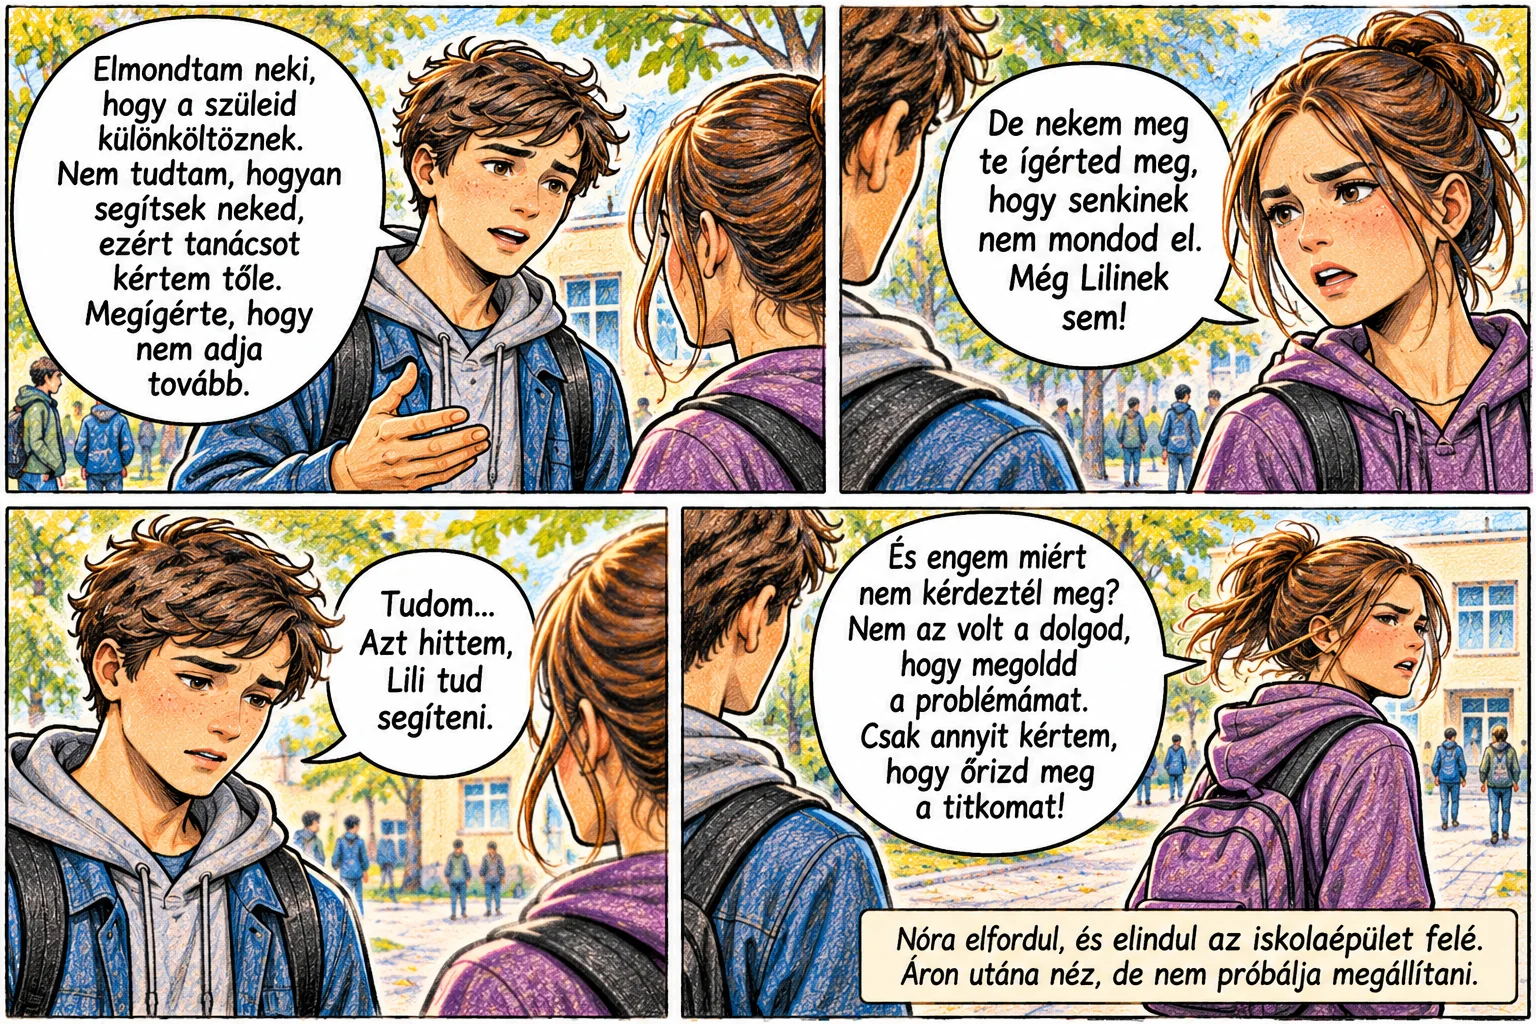 Elmondtam neki,
hogy a szüleid
különköltöznek.
Nem tudtam, hogyan
segítsek neked,
ezért tanácsot
kértem tőle.
Megígérte, hogy
nem adja
tovább.
De nekem meg
te ígérted meg,
hogy senkinek
nem mondod el.
Még Lilinek
sem!
Tudom...
Azt hittem,
Lili tud
segíteni.
És engem miért
nem kérdeztél meg?
Nem az volt a dolgod,
hogy megoldd
a problémámat.
Csak annyit kértem,
hogy őrizd meg
a titkomat!
Nóra elfordul, és elindul az iskolaépület felé.
Áron utána néz, de nem próbálja megállítani.